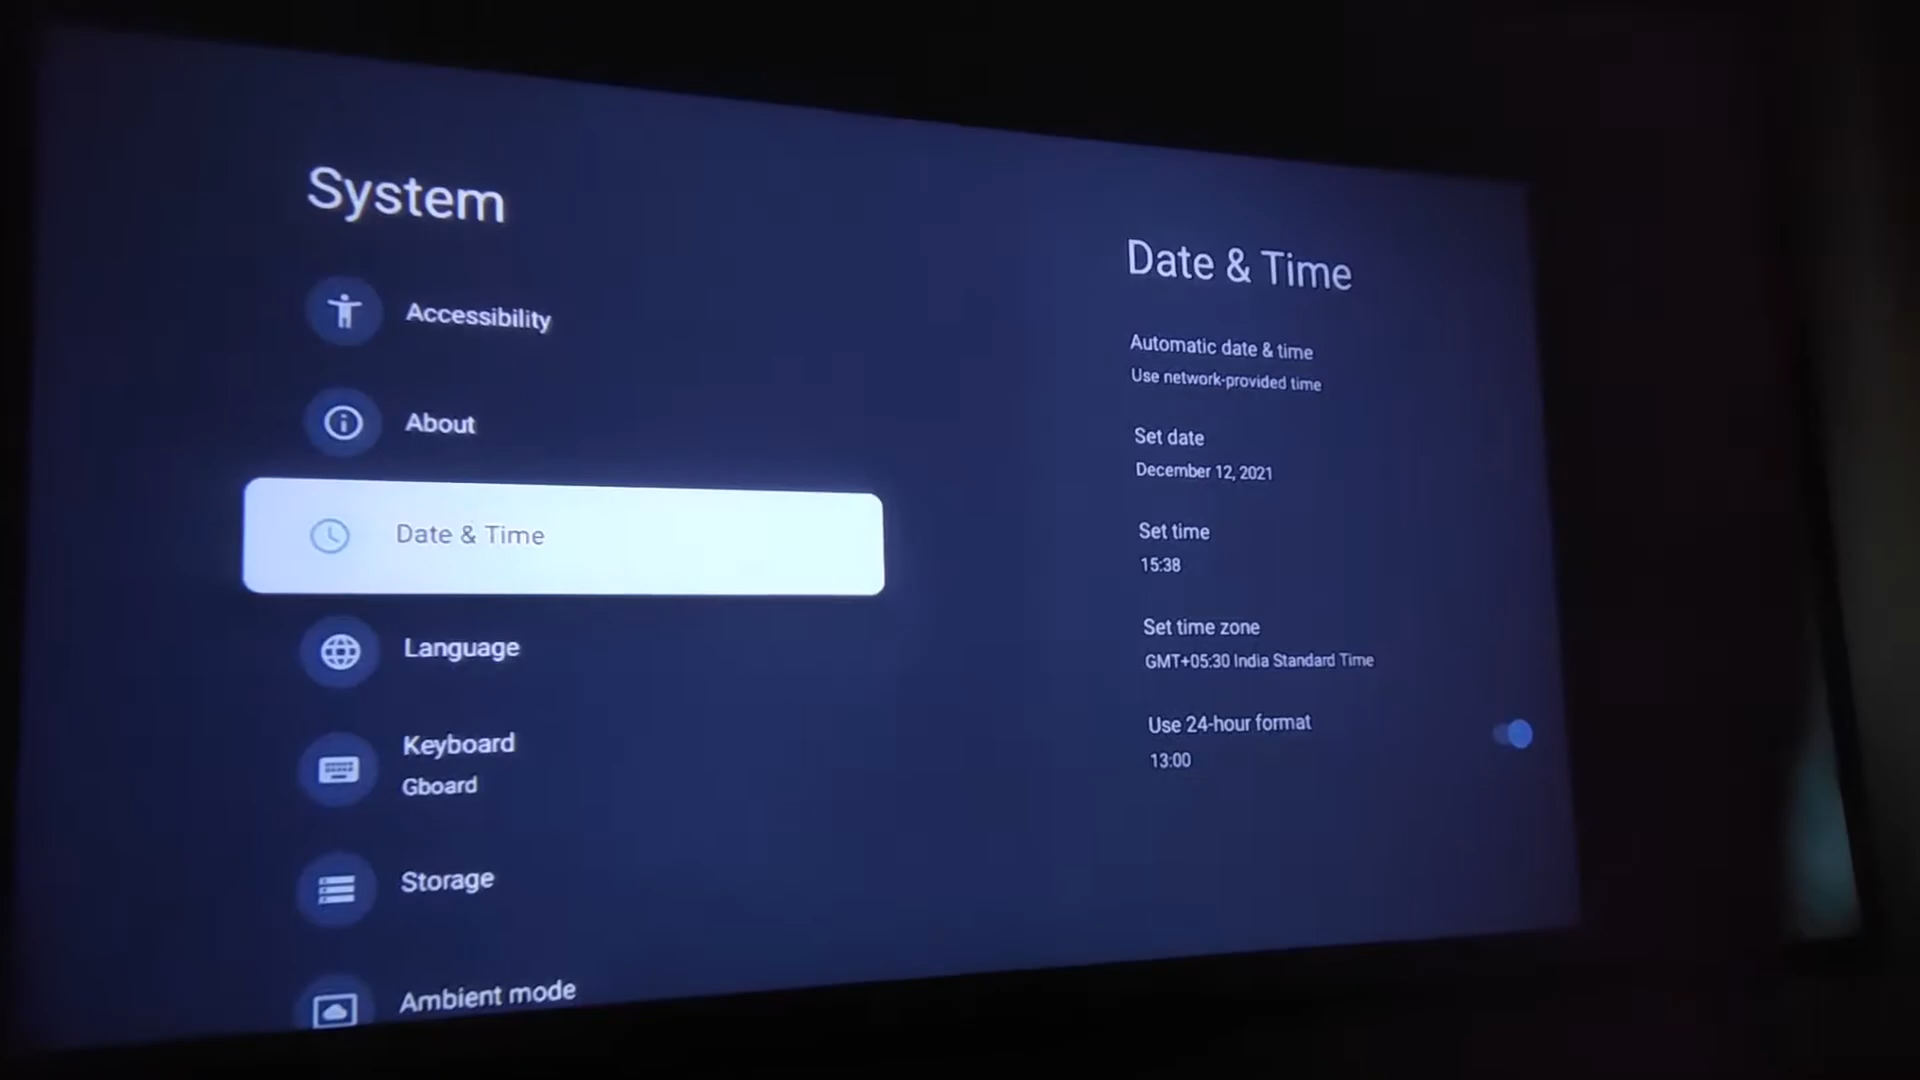 System
Accessibility
About
Date & Time
Language
Keyboard
Gboard
Storage
Ambient mode
Date & Time
Automatic date & time
Use network-provided time
Set date
December 12, 2021
Set time
15:38
Set time zone
GMT+05:30 India Standard Time
Use 24-hour format
13:00